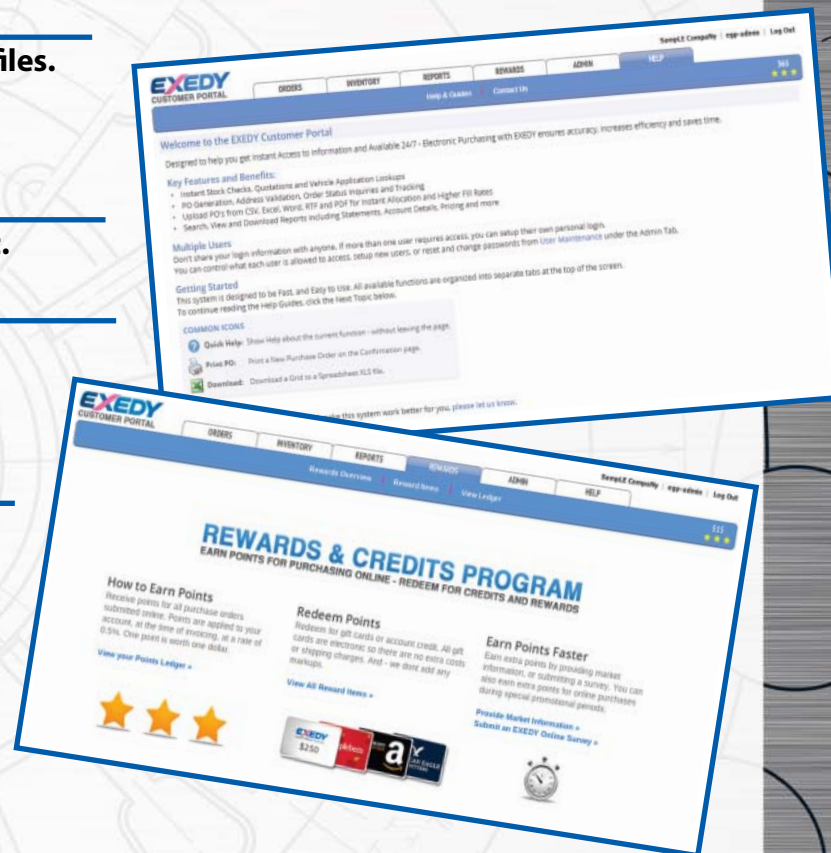 files.
EXEDY
CUSTOMER PORTAL
ORDERS
INVENTORY
REPORTS
REWARDS
ADMIN
HELP
SampLE CompaNy | egp-admin | Log Out
Help & Guides | Contact Us
Welcome to the EXEDY Customer Portal
Designed to help you get Instant Access to Information and Available 24/7 - Electronic Purchasing with EXEDY ensures accuracy, increases efficiency and saves time.
Key Features and Benefits:
• Instant Stock Checks, Quotations and Vehicle Application Lookups
• PO Generation, Address Validation, Order Status Inquiries and Tracking
• Upload PO's from CSV, Excel, Word, RTF and PDF for Instant Allocation and Higher Fill Rates
• Search, View and Download Reports including Statements, Account Details, Pricing and more
Multiple Users
Don't share your login information with anyone. If more than one user requires access, you can setup their own personal login.
You can control what each user is allowed to access, setup new users, or reset and change passwords from User Maintenance under the Admin Tab.
Getting Started
This system is designed to be Fast, and Easy to Use. All available functions are organized into separate tabs at the top of the screen.
To continue reading the Help Guides, click the Next Topic below.
COMMON ICONS
Quick Help: Show Help about the current function - without leaving the page.
Print PO: Print a New Purchase Order on the Confirmation page.
Download: Download a Grid to a Spreadsheet XLS file.
this system work better for you, please let us know.
EXEDY
CUSTOMER PORTAL
ORDERS
INVENTORY
REPORTS
REWARDS
ADMIN
HELP
SampLE CompaNy | egp-admin | Log Out
Rewards Overview | Reward Items | View Ledger
515
REWARDS & CREDITS PROGRAM
EARN POINTS FOR PURCHASING ONLINE - REDEEM FOR CREDITS AND REWARDS
How to Earn Points
Receive points for all purchase orders
submitted online. Points are applied to your
account, at the time of invoicing, at a rate of
0.5%. One point is worth one dollar.
View your Points Ledger »
Redeem Points
Redeem for gift cards or account credit. All gift
cards are electronic so there are no extra costs
or shipping charges. And - we dont add any
markups.
View All Reward Items »
Earn Points Faster
Earn extra points by providing market
information, or submitting a survey. You can
also earn extra points for online purchases
during special promotional periods.
Provide Market Information »
Submit an EXEDY Online Survey »
EXEDY
$250
a